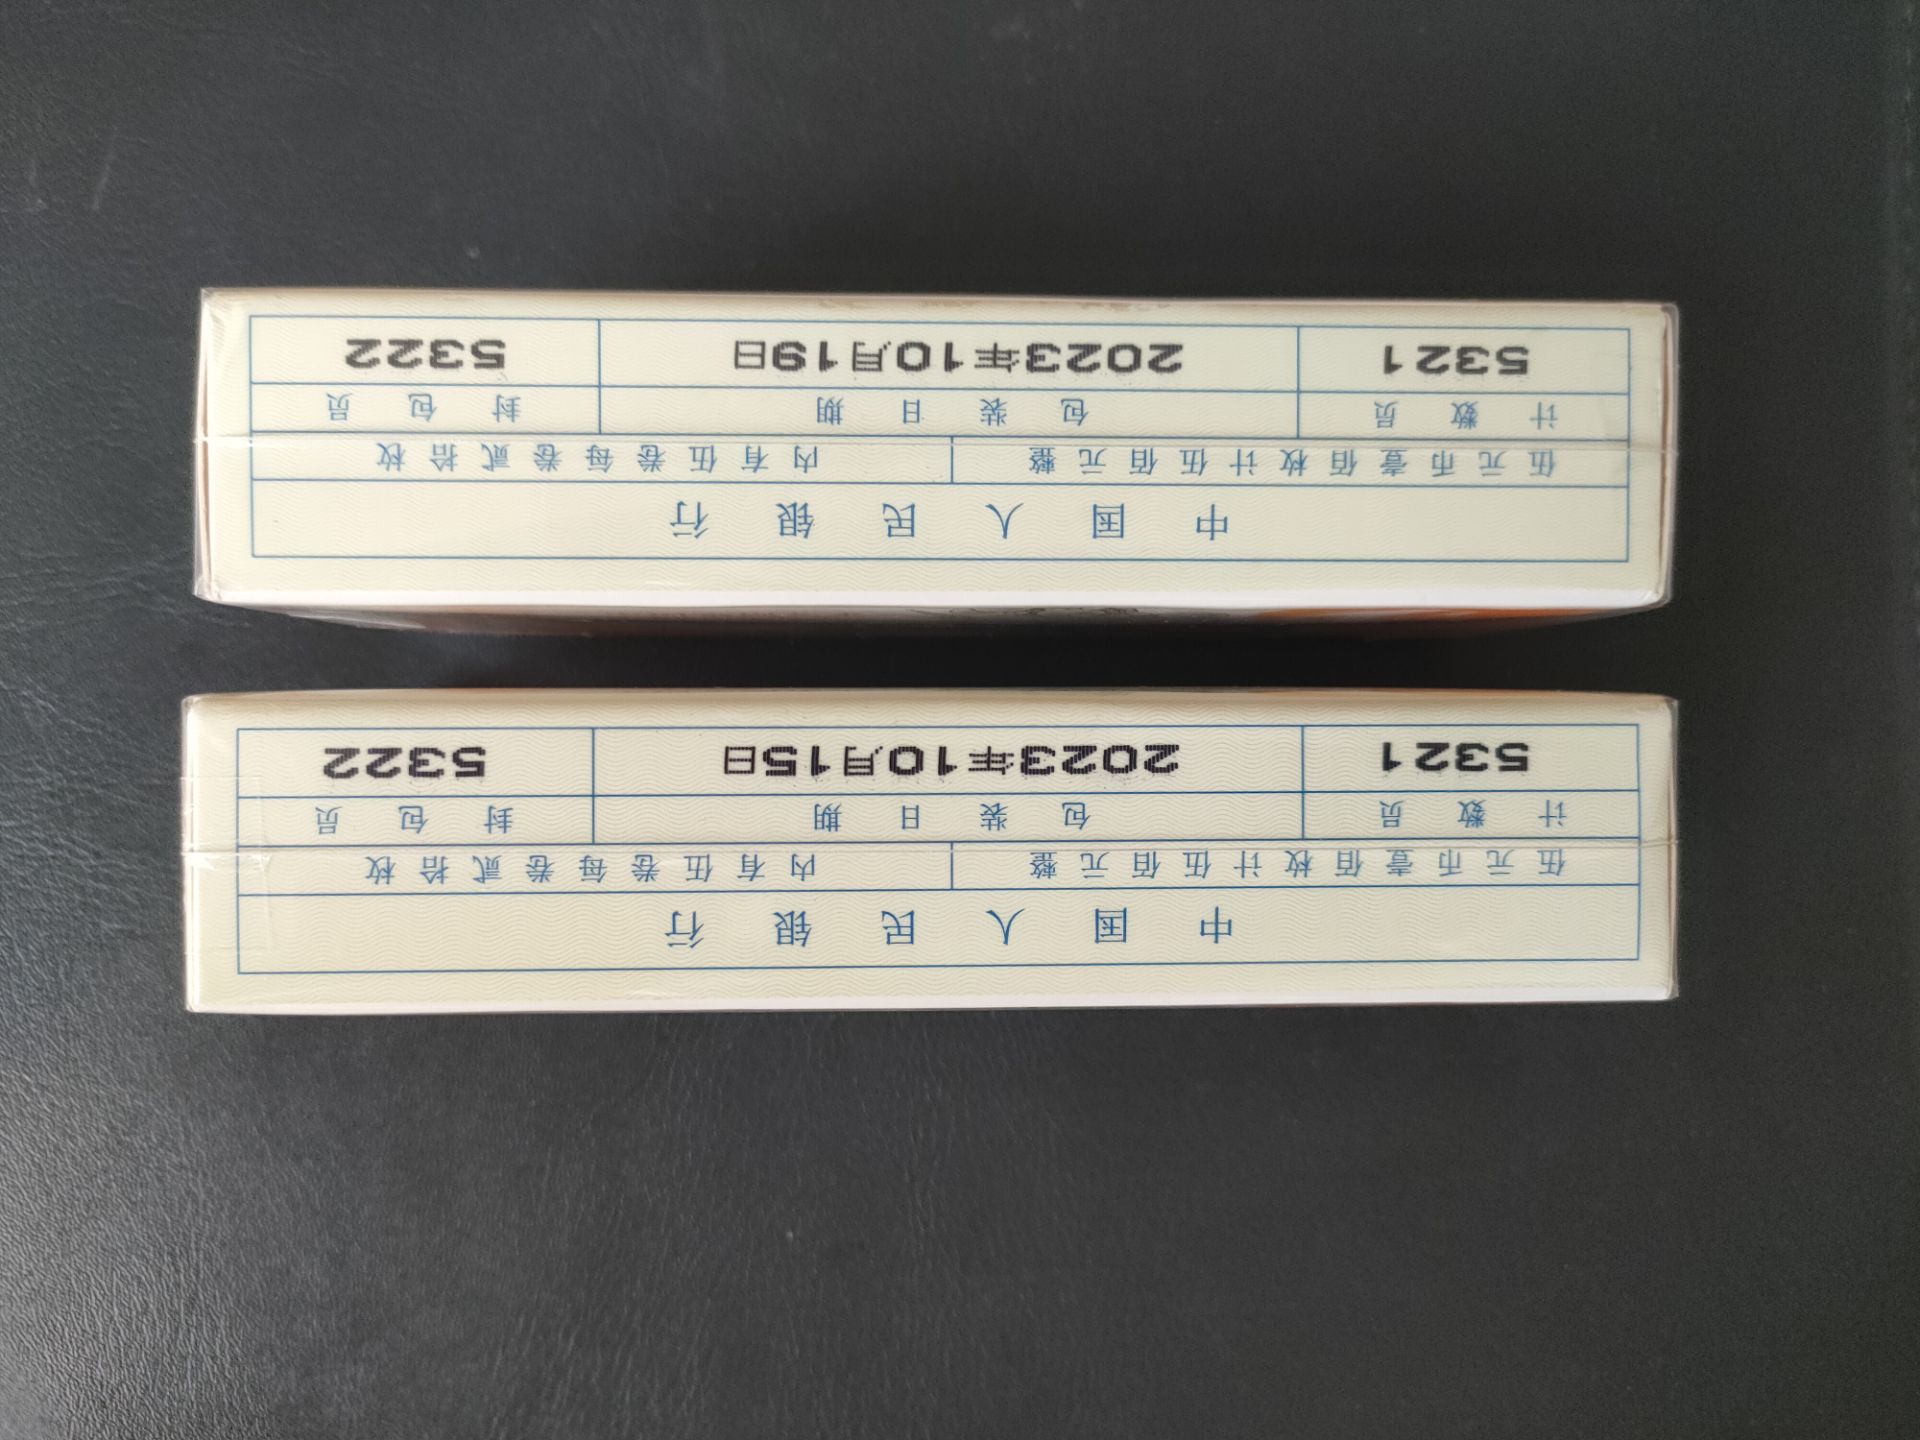 中国人民银行
伍元币壹佰枚计伍佰元整 内有伍卷每卷贰拾枚
计数员 包装日期 封包员
5321 2023年10月15日 5322
中国人民银行
伍元币壹佰枚计伍佰元整 内有伍卷每卷贰拾枚
计数员 包装日期 封包员
5321 2023年10月19日 5322